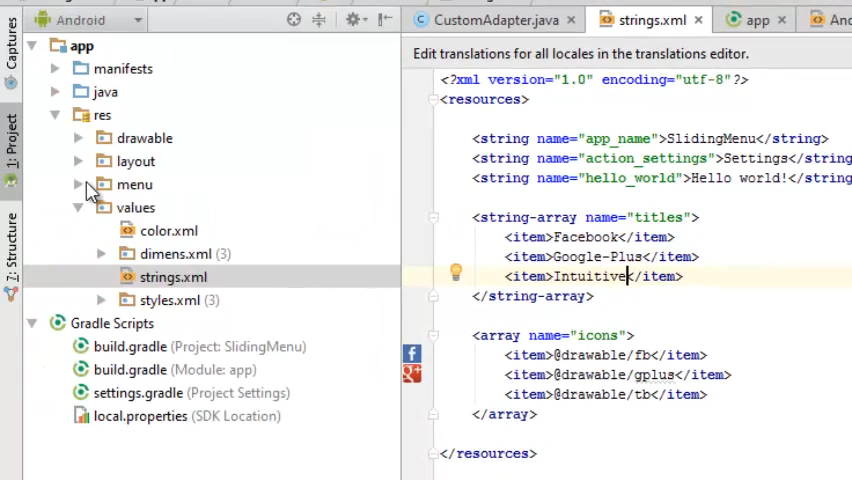 Android
CustomAdapter.java
strings.xml
app
Captures
1: Project
7: Structure
app
manifests
java
res
drawable
layout
menu
values
color.xml
dimens.xml (3)
strings.xml
styles.xml (3)
Gradle Scripts
build.gradle (Project: SlidingMenu)
build.gradle (Module: app)
settings.gradle (Project Settings)
local.properties (SDK Location)
Edit translations for all locales in the translations editor.
<?xml version="1.0" encoding="utf-8"?>
<resources>
<string name="app_name">SlidingMenu</string>
<string name="action_settings">Settings</string
<string name="hello_world">Hello world!</string>
<string-array name="titles">
<item>Facebook</item>
<item>Google-Plus</item>
<item>Intuitive</item>
</string-array>
<array name="icons">
<item>@drawable/fb</item>
<item>@drawable/gplus</item>
<item>@drawable/tb</item>
</array>
</resources>